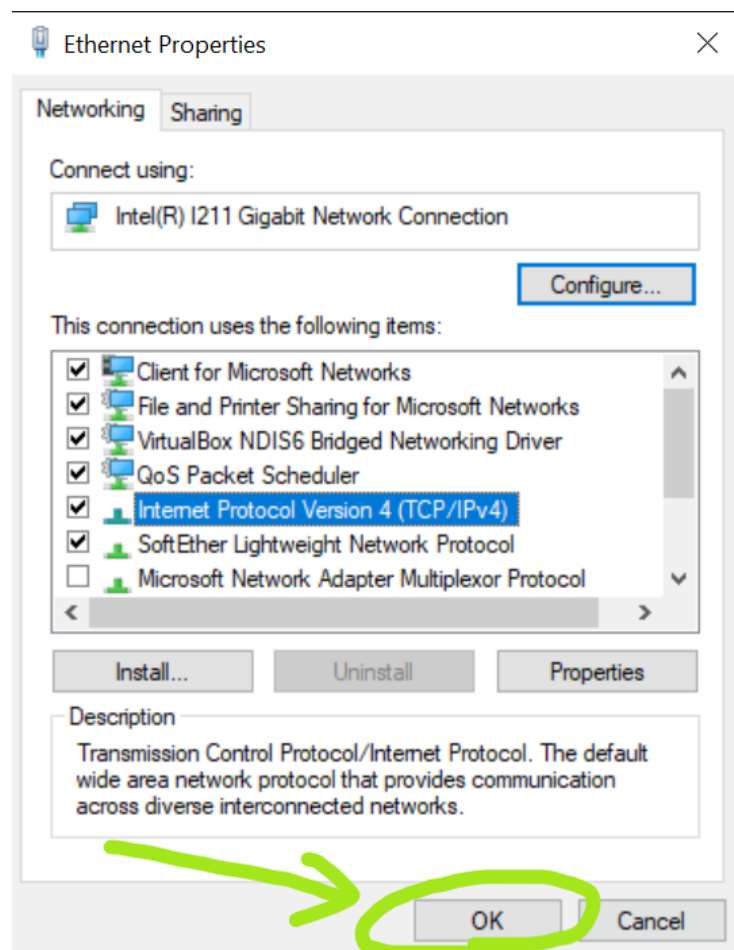 Ethernet Properties
Networking
Sharing
Connect using:
Intel(R) I211 Gigabit Network Connection
Configure...
This connection uses the following items:
Client for Microsoft Networks
File and Printer Sharing for Microsoft Networks
VirtualBox NDIS6 Bridged Networking Driver
QoS Packet Scheduler
Internet Protocol Version 4 (TCP/IPv4)
SoftEther Lightweight Network Protocol
Microsoft Network Adapter Multiplexor Protocol
Install...
Uninstall
Properties
Description
Transmission Control Protocol/Internet Protocol. The default
wide area network protocol that provides communication
across diverse interconnected networks.
OK
Cancel